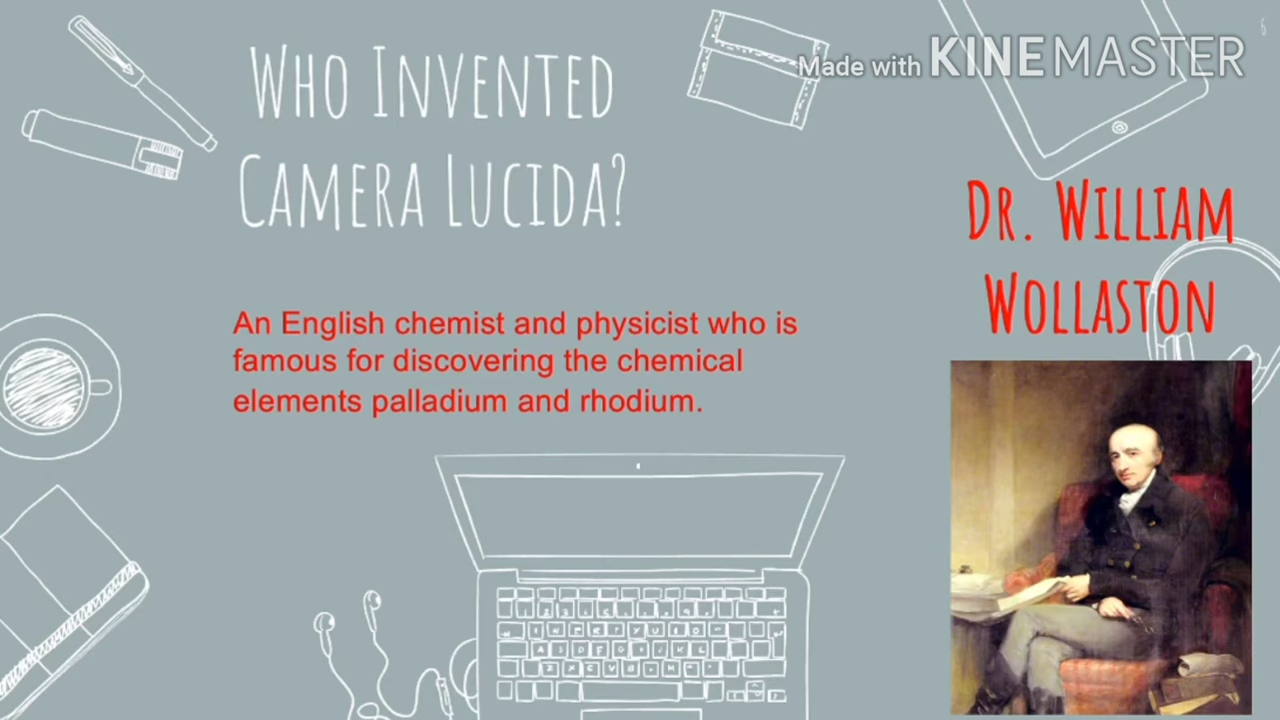 6
Made with KINEMASTER
WHO INVENTED
CAMERA LUCIDA?
DR. WILLIAM
WOLLASTON
An English chemist and physicist who is
famous for discovering the chemical
elements palladium and rhodium.